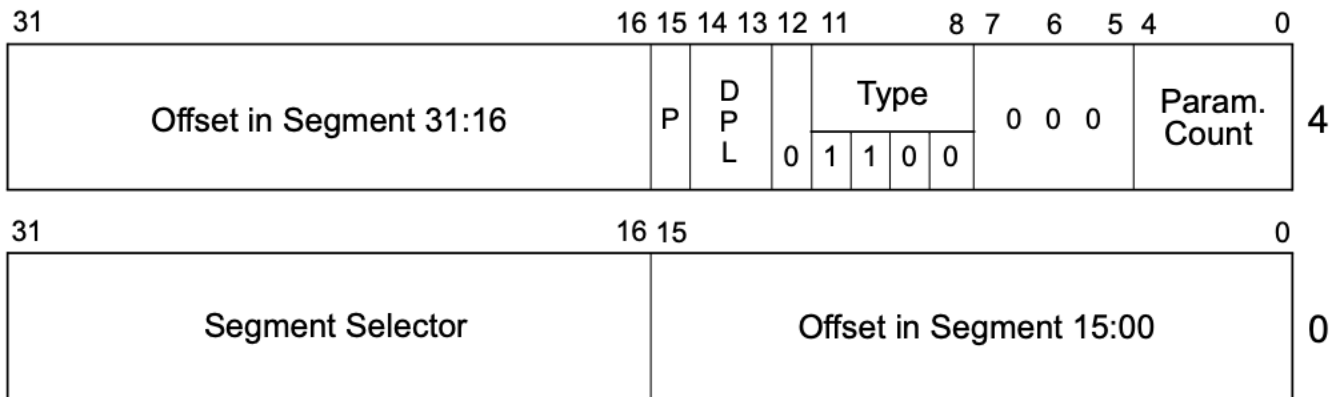 31 16 15 14 13 12 11 8 7 6 5 4 0
Offset in Segment 31:16 P D P L 0 Type 1 1 0 0 0 0 0 Param. Count 4
31 16 15 0
Segment Selector Offset in Segment 15:00 0